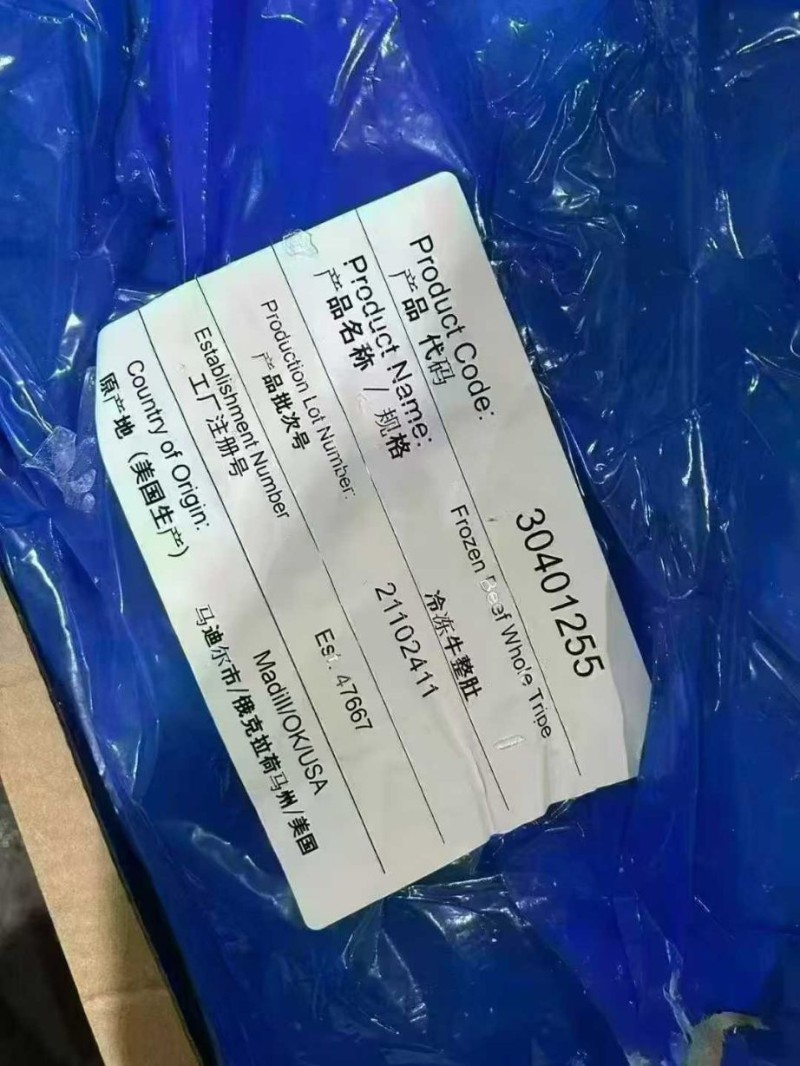 Product Code: 30401255
产品 代码
Product Name: Frozen Beef Whole Tripe
产品名称 / 规格 冷冻牛整肚
Production Lot Number: 21102411
产品批次号
Establishment Number Est. 47667
工厂注册号
Country of Origin: Madill/OK/USA
原产地 (美国生产) 马迪尔市/俄克拉荷马州/美国